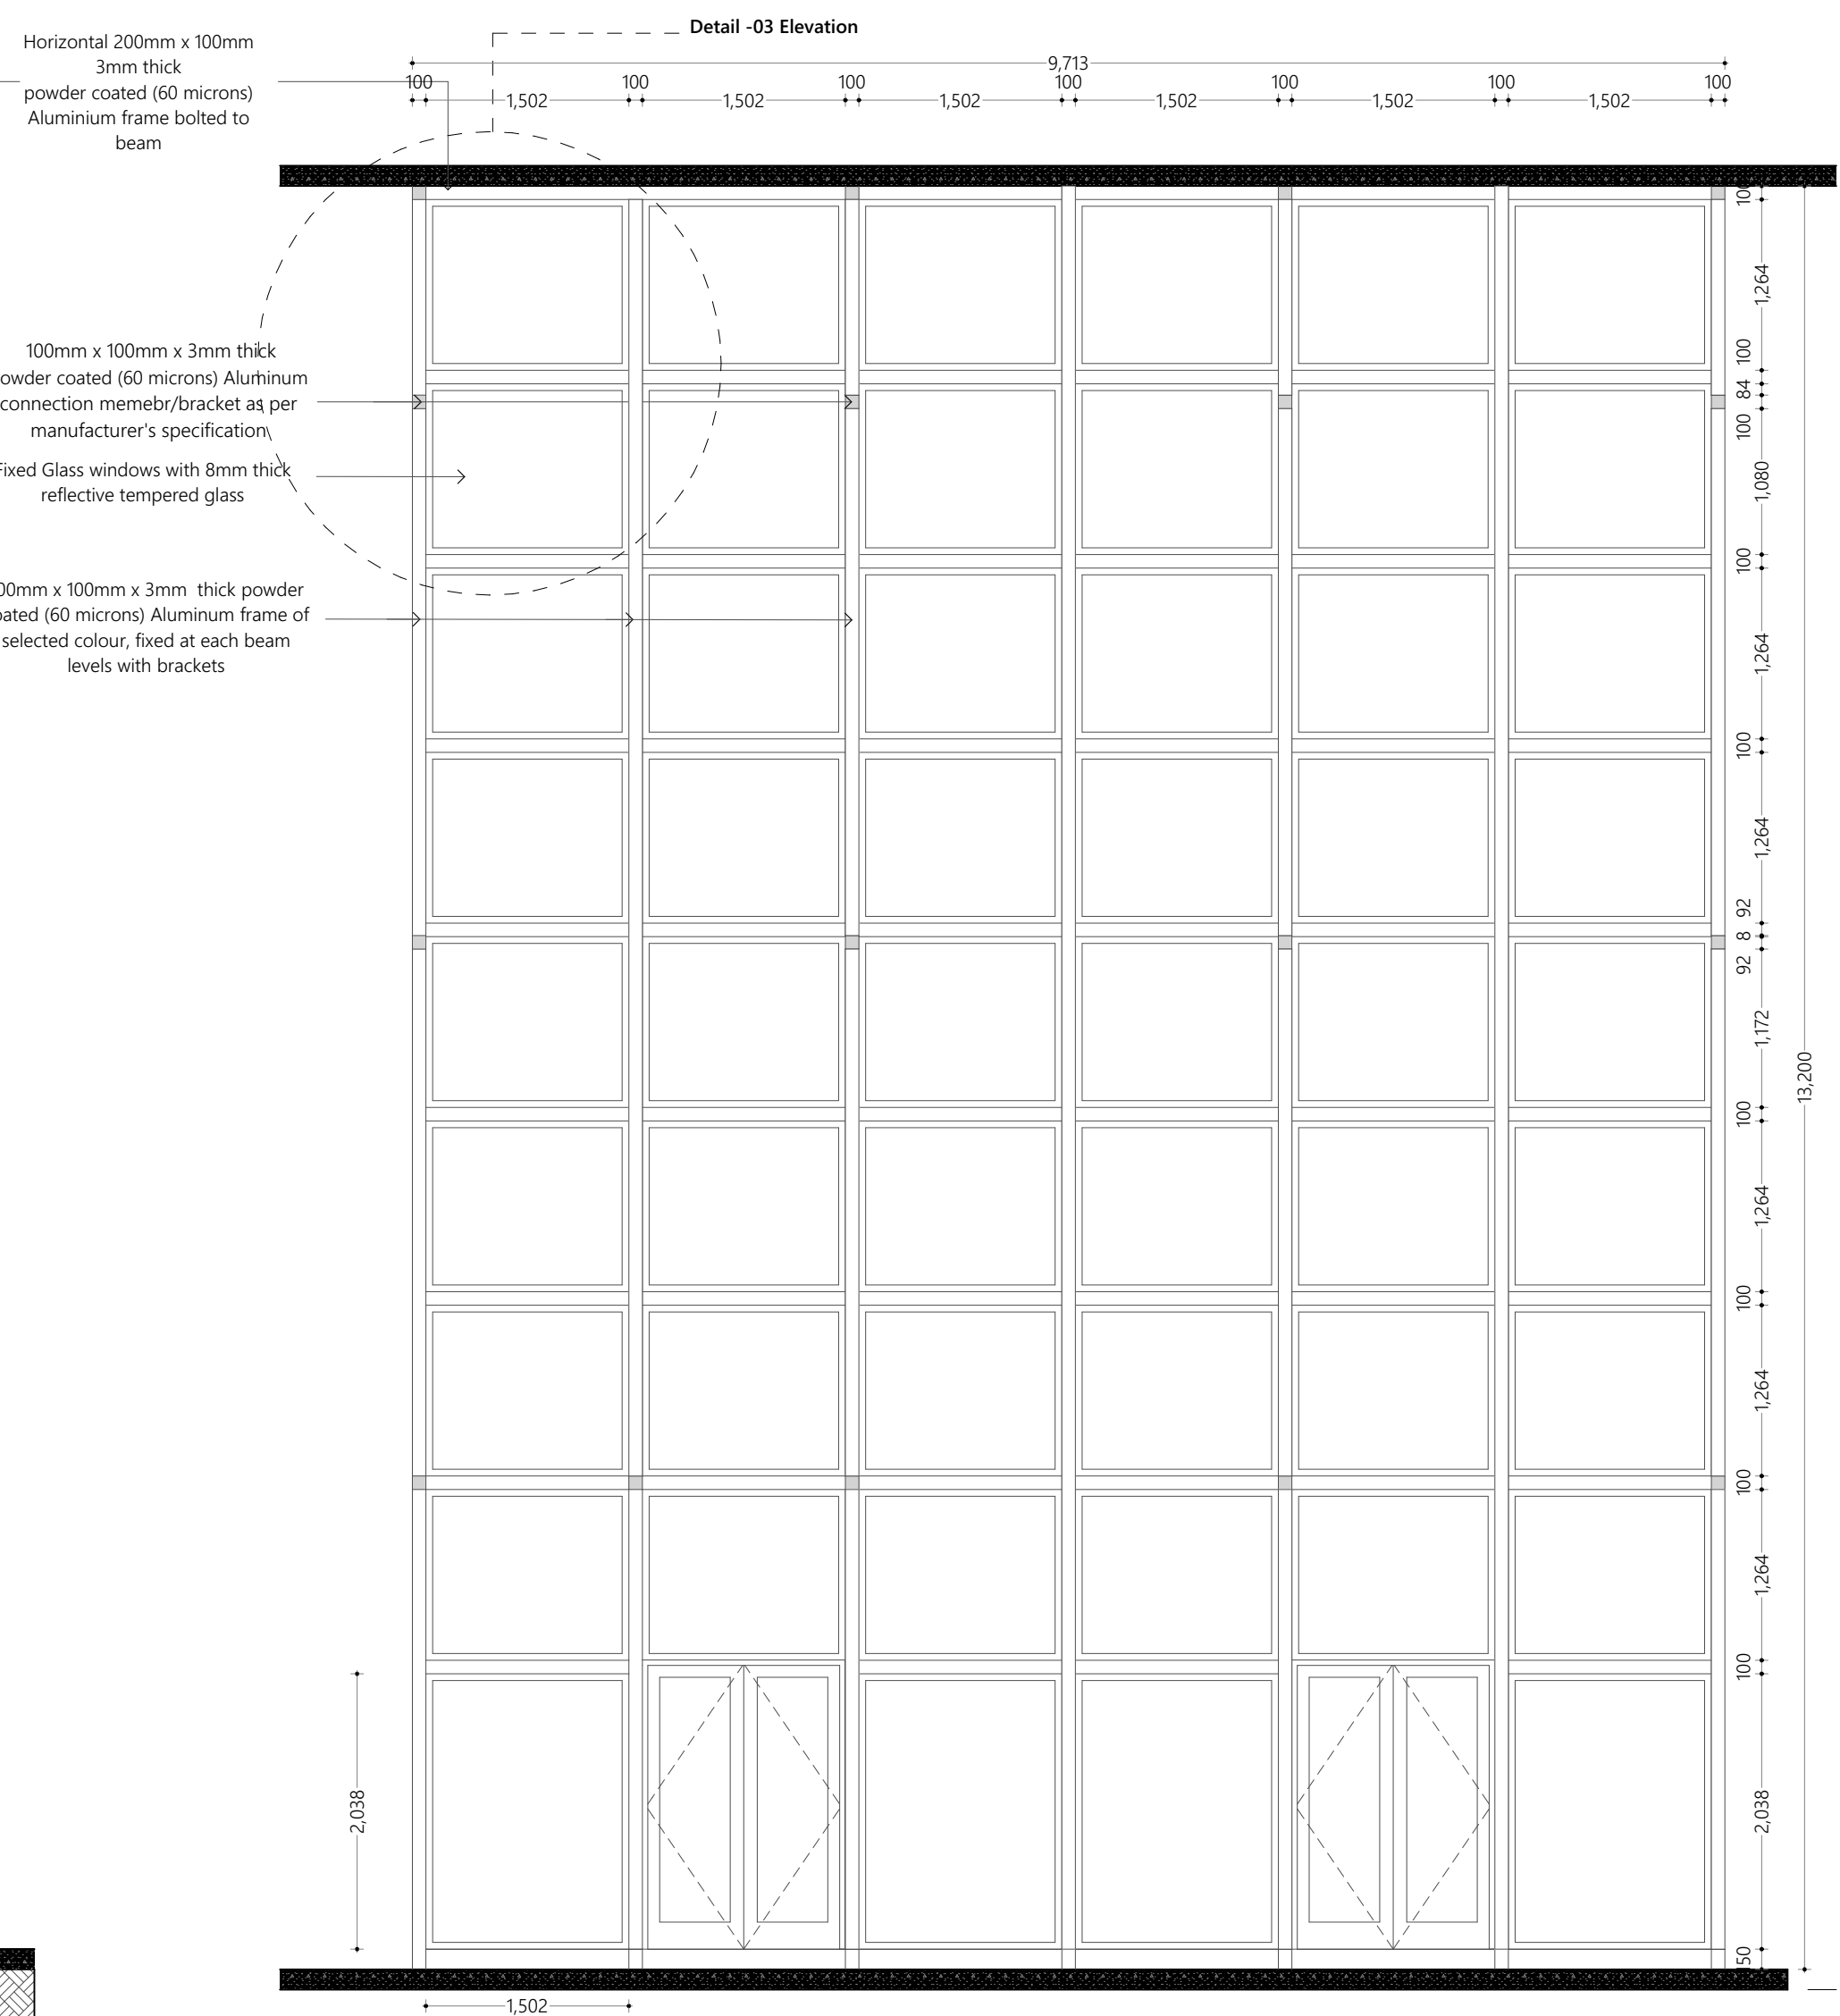 Detail -03 Elevation
Horizontal 200mm x 100mm
3mm thick
powder coated (60 microns)
Aluminium frame bolted to
beam
9,713
100 100 100 100 100 100 100
1,502 1,502 1,502 1,502 1,502 1,502
100mm x 100mm x 3mm thick
owder coated (60 microns) Aluminum
connection memebr/bracket as per
manufacturer's specification
Fixed Glass windows with 8mm thick
reflective tempered glass
00mm x 100mm x 3mm thick powder
oated (60 microns) Aluminum frame of
selected colour, fixed at each beam
levels with brackets
100
1,264
100
84
100
1,080
100
1,264
100
1,264
92
8
92
1,172
13,200
100
1,264
100
1,264
100
1,264
100
2,038
2,038
1,502